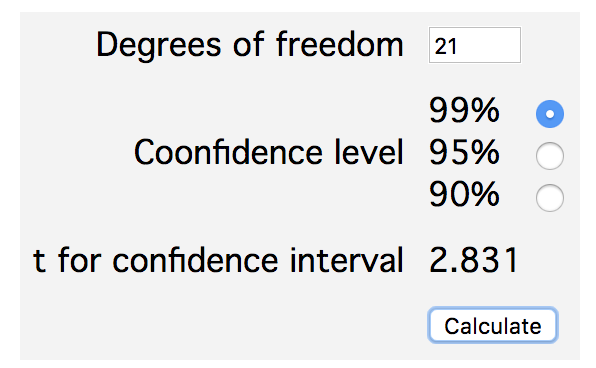 Degrees of freedom 21
99%
Coonfidence level 95%
90%
t for confidence interval 2.831
Calculate